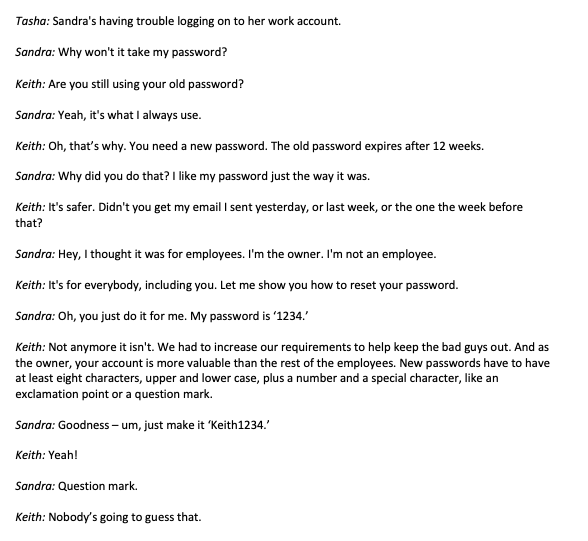 Tasha: Sandra's having trouble logging on to her work account.
Sandra: Why won't it take my password?
Keith: Are you still using your old password?
Sandra: Yeah, it's what I always use.
Keith: Oh, that’s why. You need a new password. The old password expires after 12 weeks.
Sandra: Why did you do that? I like my password just the way it was.
Keith: It's safer. Didn't you get my email I sent yesterday, or last week, or the one the week before
that?
Sandra: Hey, I thought it was for employees. I'm the owner. I'm not an employee.
Keith: It's for everybody, including you. Let me show you how to reset your password.
Sandra: Oh, you just do it for me. My password is ‘1234.’
Keith: Not anymore it isn't. We had to increase our requirements to help keep the bad guys out. And as
the owner, your account is more valuable than the rest of the employees. New passwords have to have
at least eight characters, upper and lower case, plus a number and a special character, like an
exclamation point or a question mark.
Sandra: Goodness – um, just make it ‘Keith1234.’
Keith: Yeah!
Sandra: Question mark.
Keith: Nobody’s going to guess that.